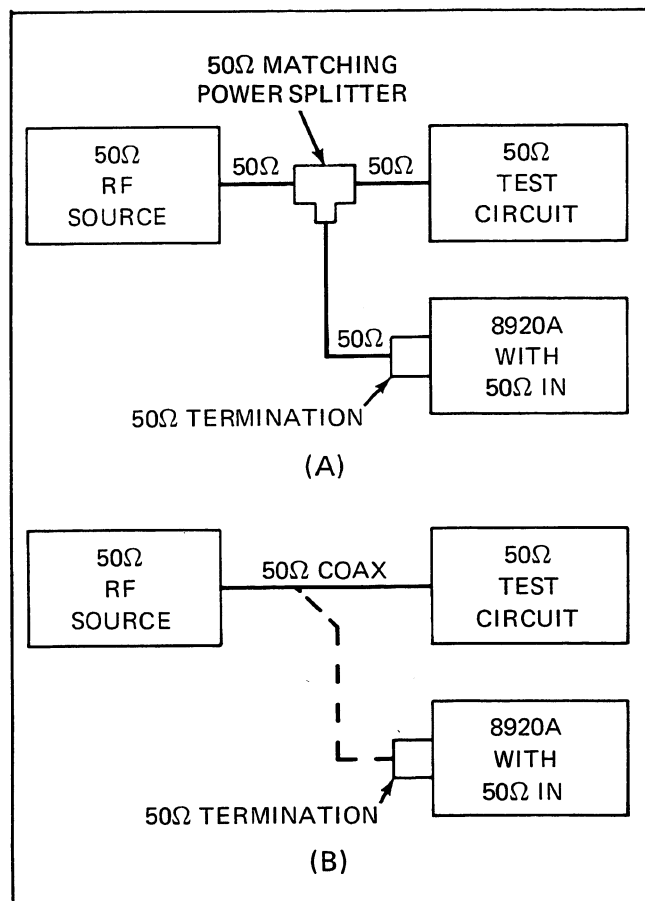 50Ω MATCHING
POWER SPLITTER
50Ω
RF
SOURCE
50Ω
50Ω
50Ω
TEST
CIRCUIT
50Ω
8920A
WITH
50Ω IN
50Ω TERMINATION
(A)
50Ω
RF
SOURCE
50Ω COAX
50Ω
TEST
CIRCUIT
8920A
WITH
50Ω IN
50Ω TERMINATION
(B)